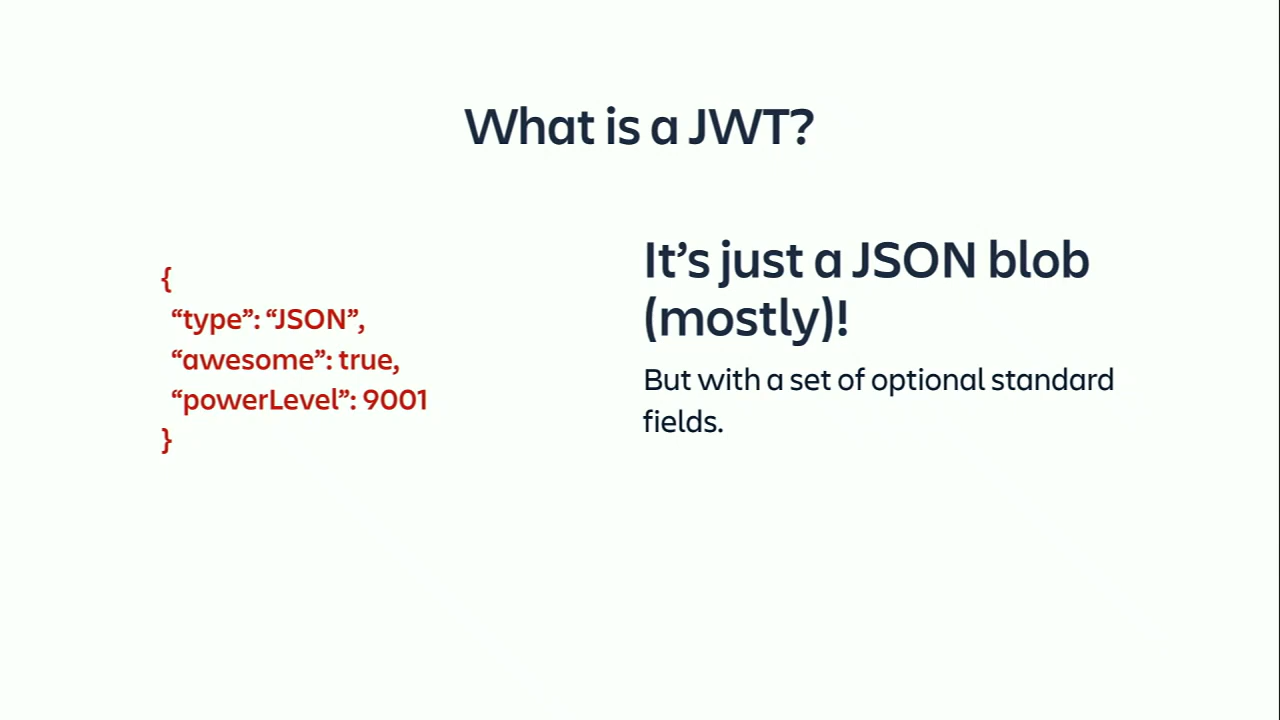 What is a JWT?
{
“type”: “JSON”,
“awesome”: true,
“powerLevel”: 9001
}
It’s just a JSON blob
(mostly)!
But with a set of optional standard
fields.